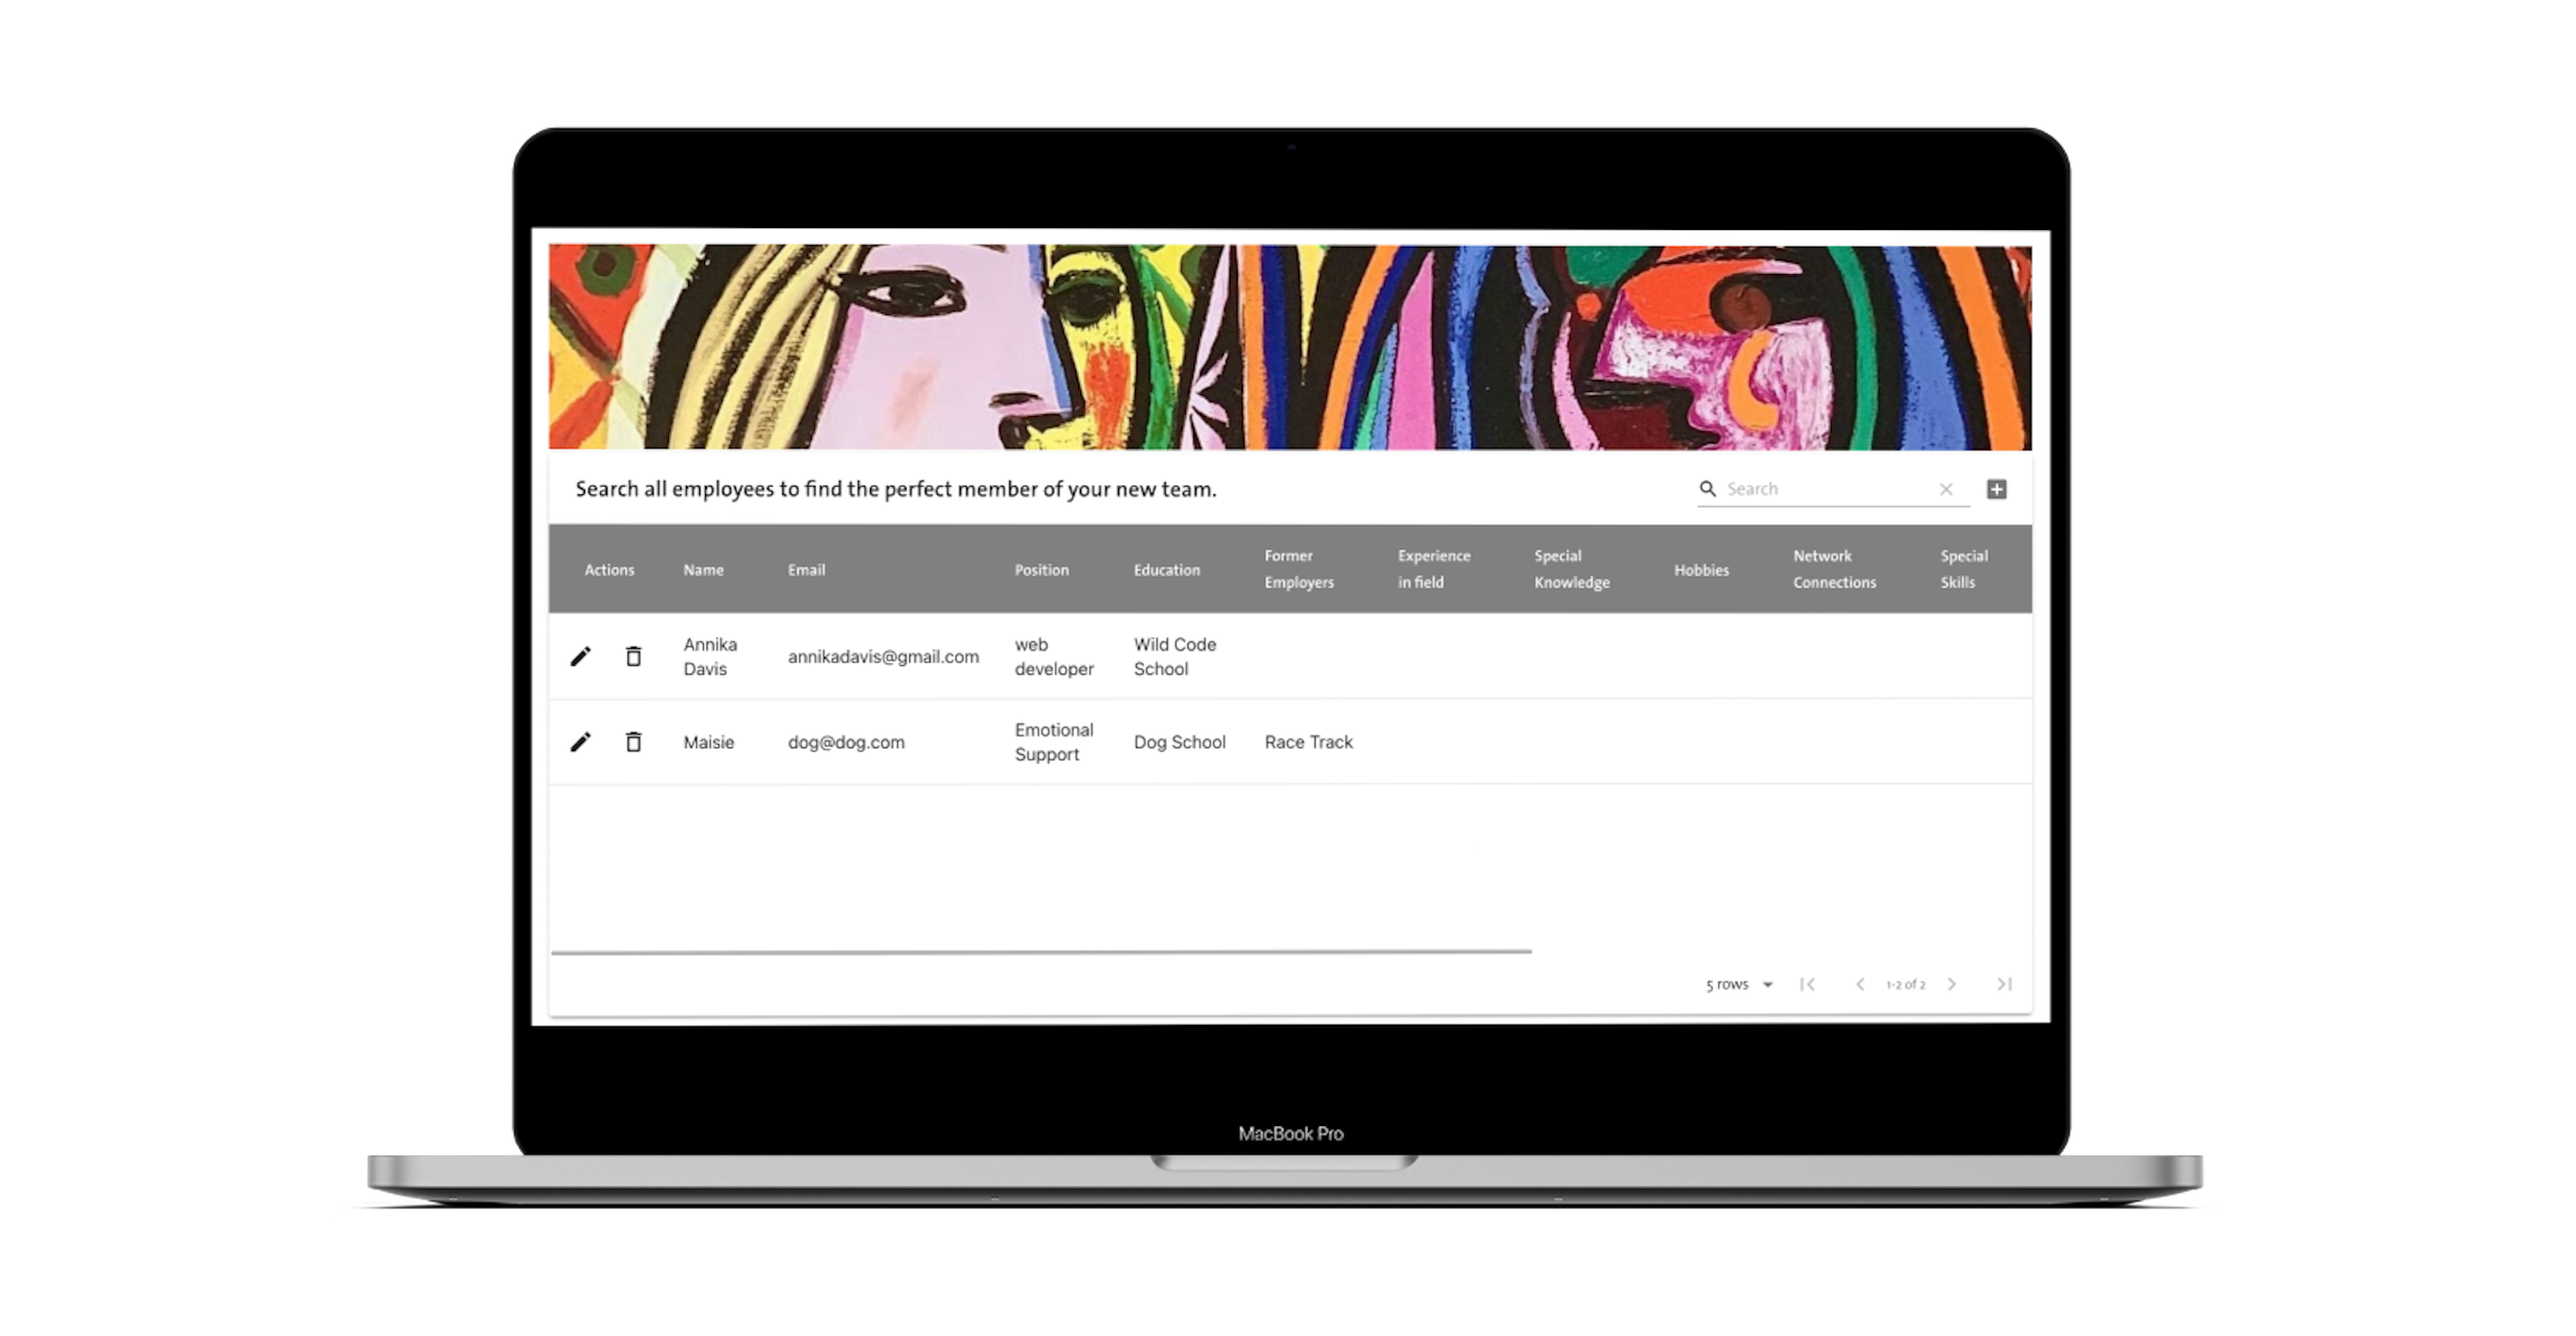 Search all employees to find the perfect member of your new team.
Search
Actions Name Email Position Education Former Employers Experience in field Special Knowledge Hobbies Network Connections Special Skills
Annika Davis annikadavis@gmail.com web developer Wild Code School
Maisie dog@dog.com Emotional Support Dog School Race Track
5 rows 1-2 of 2
MacBook Pro